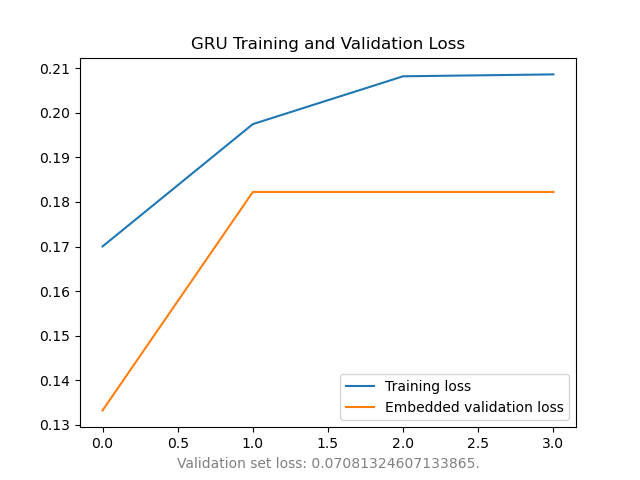 GRU Training and Validation Loss
0.21
0.20
0.19
0.18
0.17
0.16
0.15
0.14
0.13
Training loss
Embedded validation loss
0.0 0.5 1.0 1.5 2.0 2.5 3.0
Validation set loss: 0.07081324607133865.